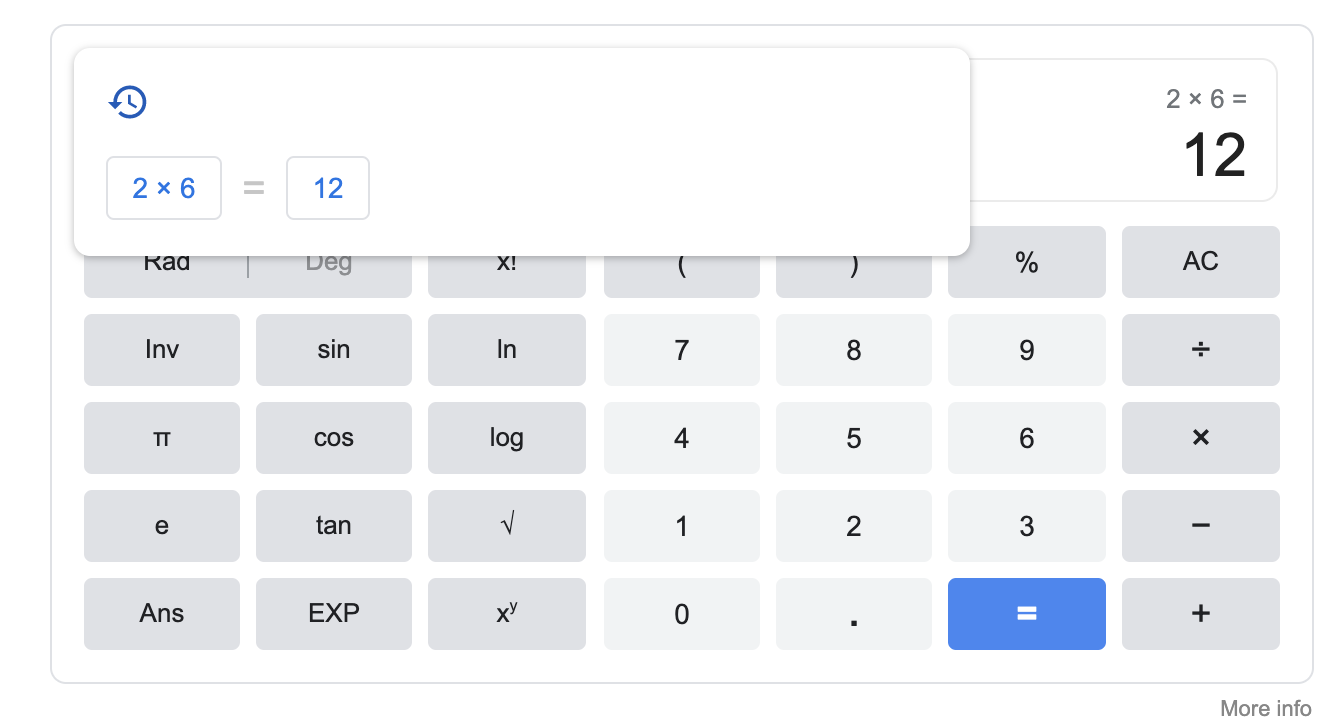 2 × 6 =
12
2 × 6 = 12
Rad | Deg x! ( ) % AC
Inv sin ln 7 8 9 ÷
π cos log 4 5 6 ×
e tan √ 1 2 3 −
Ans EXP xʸ 0 . = +
More info